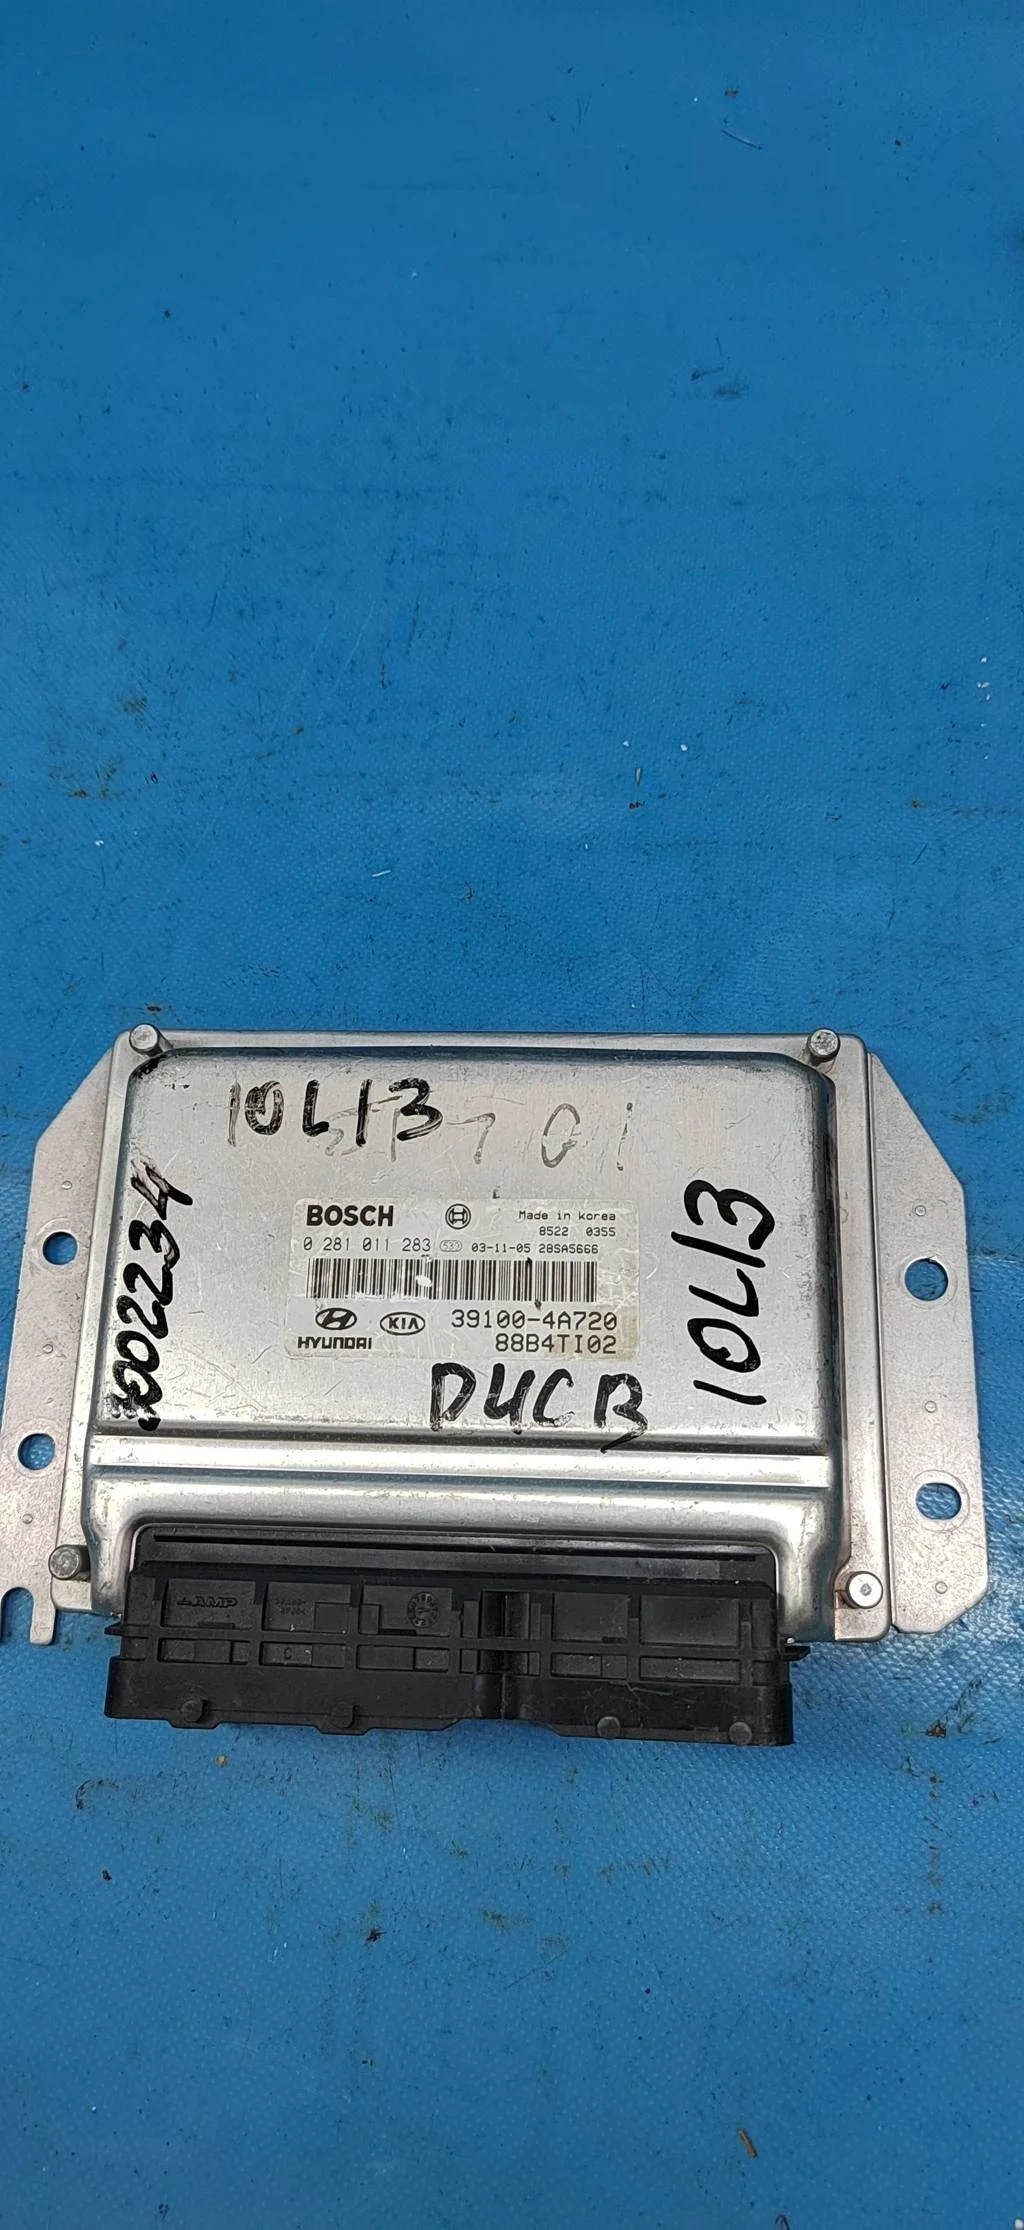 10L13
002234
BOSCH
Made in Korea
8522 0355
0 281 011 283 03-11-05 28SA5666
HYUNDAI KIA 39100-4A720
88B4TI02
10L13
D4CB
AMP
C